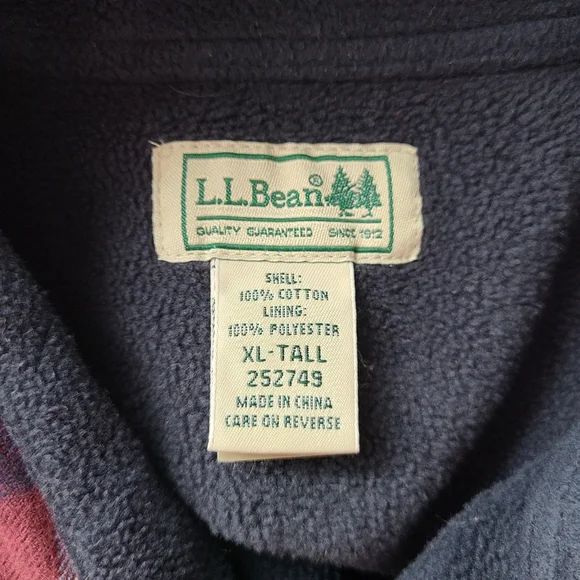 L.L.Bean®
QUALITY GUARANTEED SINCE 1912
SHELL:
100% COTTON
LINING:
100% POLYESTER
XL-TALL
252749
MADE IN CHINA
CARE ON REVERSE